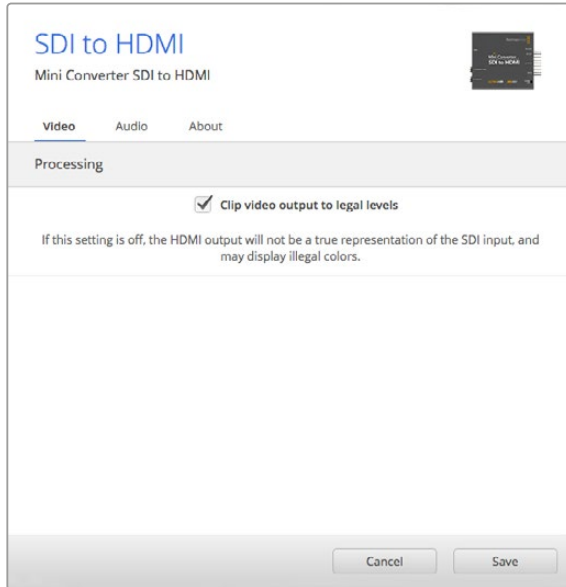 SDI to HDMI
Mini Converter SDI to HDMI
Video Audio About
Processing
Clip video output to legal levels
If this setting is off, the HDMI output will not be a true representation of the SDI input, and
may display illegal colors.
Cancel Save